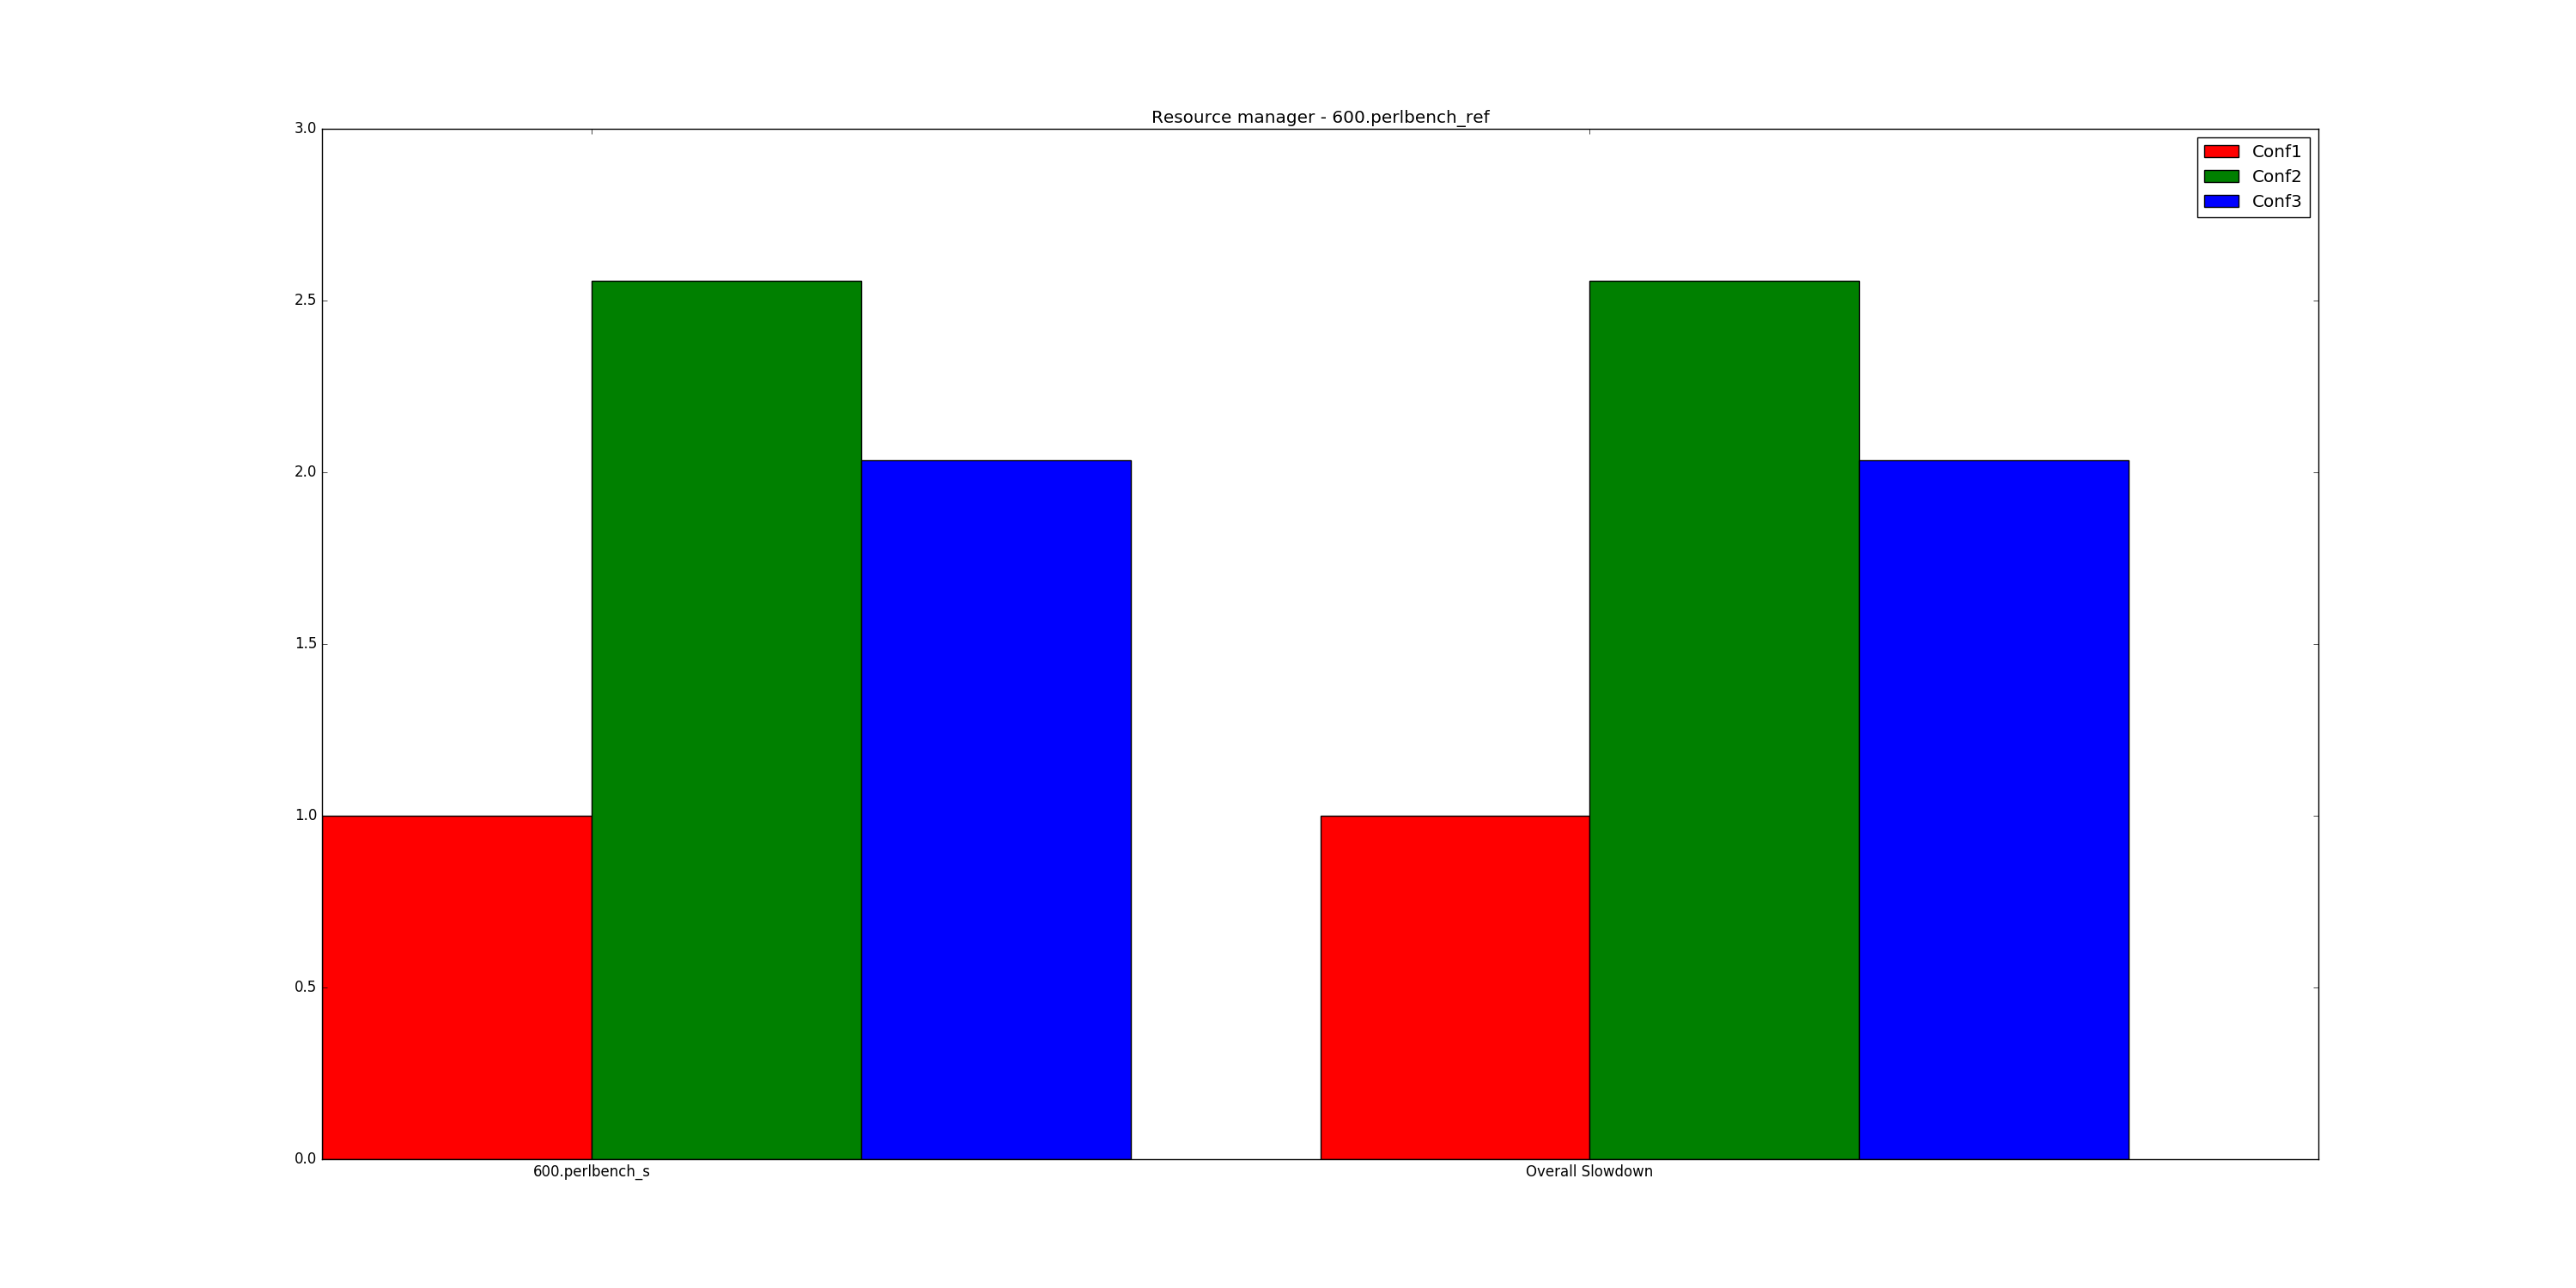 Resource manager - 600.perlbench_ref
3.0
2.5
2.0
1.5
1.0
0.5
0.0
Conf1
Conf2
Conf3
600.perlbench_s
Overall Slowdown